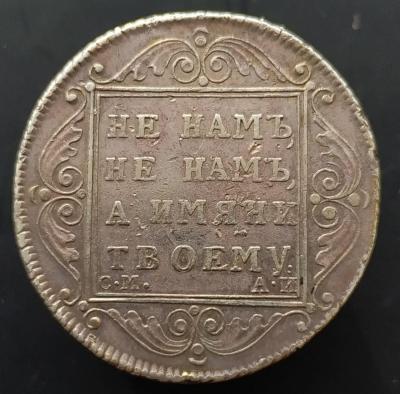 НЕ НАМЪ,
НЕ НАМЪ,
А ИМЯНИ
ТВОЕМУ.
С.М. А·И